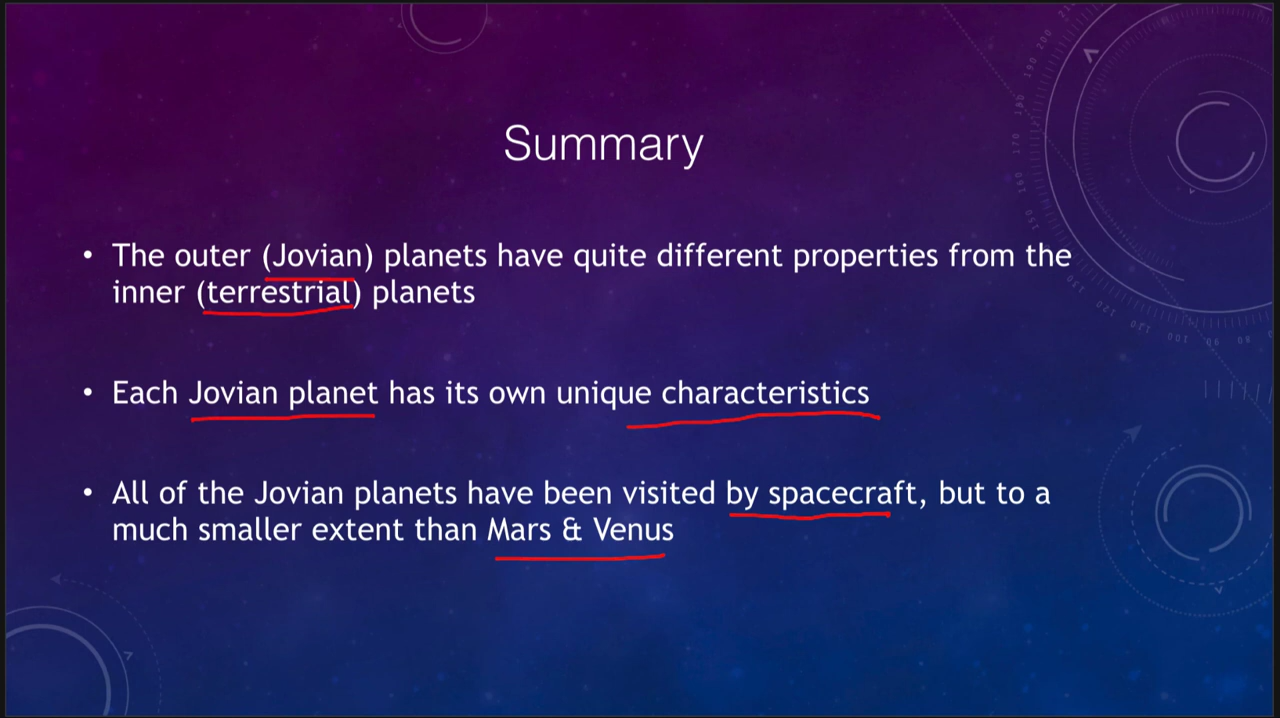 Summary
• The outer (Jovian) planets have quite different properties from the
inner (terrestrial) planets
• Each Jovian planet has its own unique characteristics
• All of the Jovian planets have been visited by spacecraft, but to a
much smaller extent than Mars & Venus